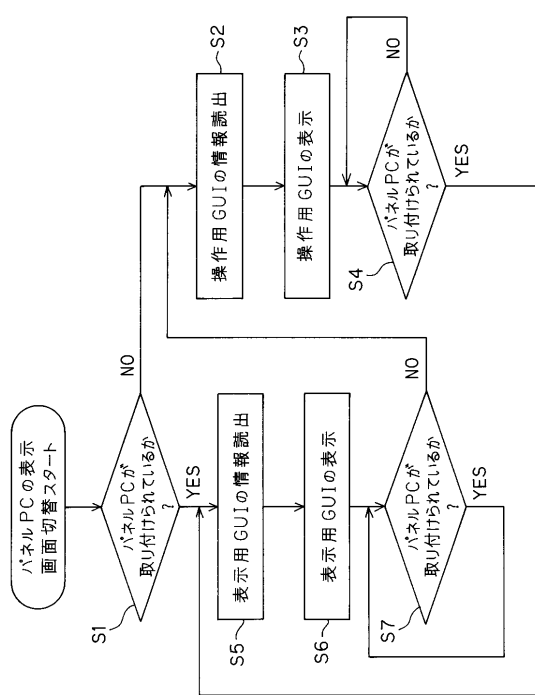 パネルPCの表示
画面切替スタート
S1
パネルPCが
取り付けられているか
?
NO
YES
S2
操作用GUIの情報読出
S3
操作用GUIの表示
S4
パネルPCが
取り付けられているか
?
NO
YES
S5
表示用GUIの情報読出
S6
表示用GUIの表示
S7
パネルPCが
取り付けられているか
?
NO
YES